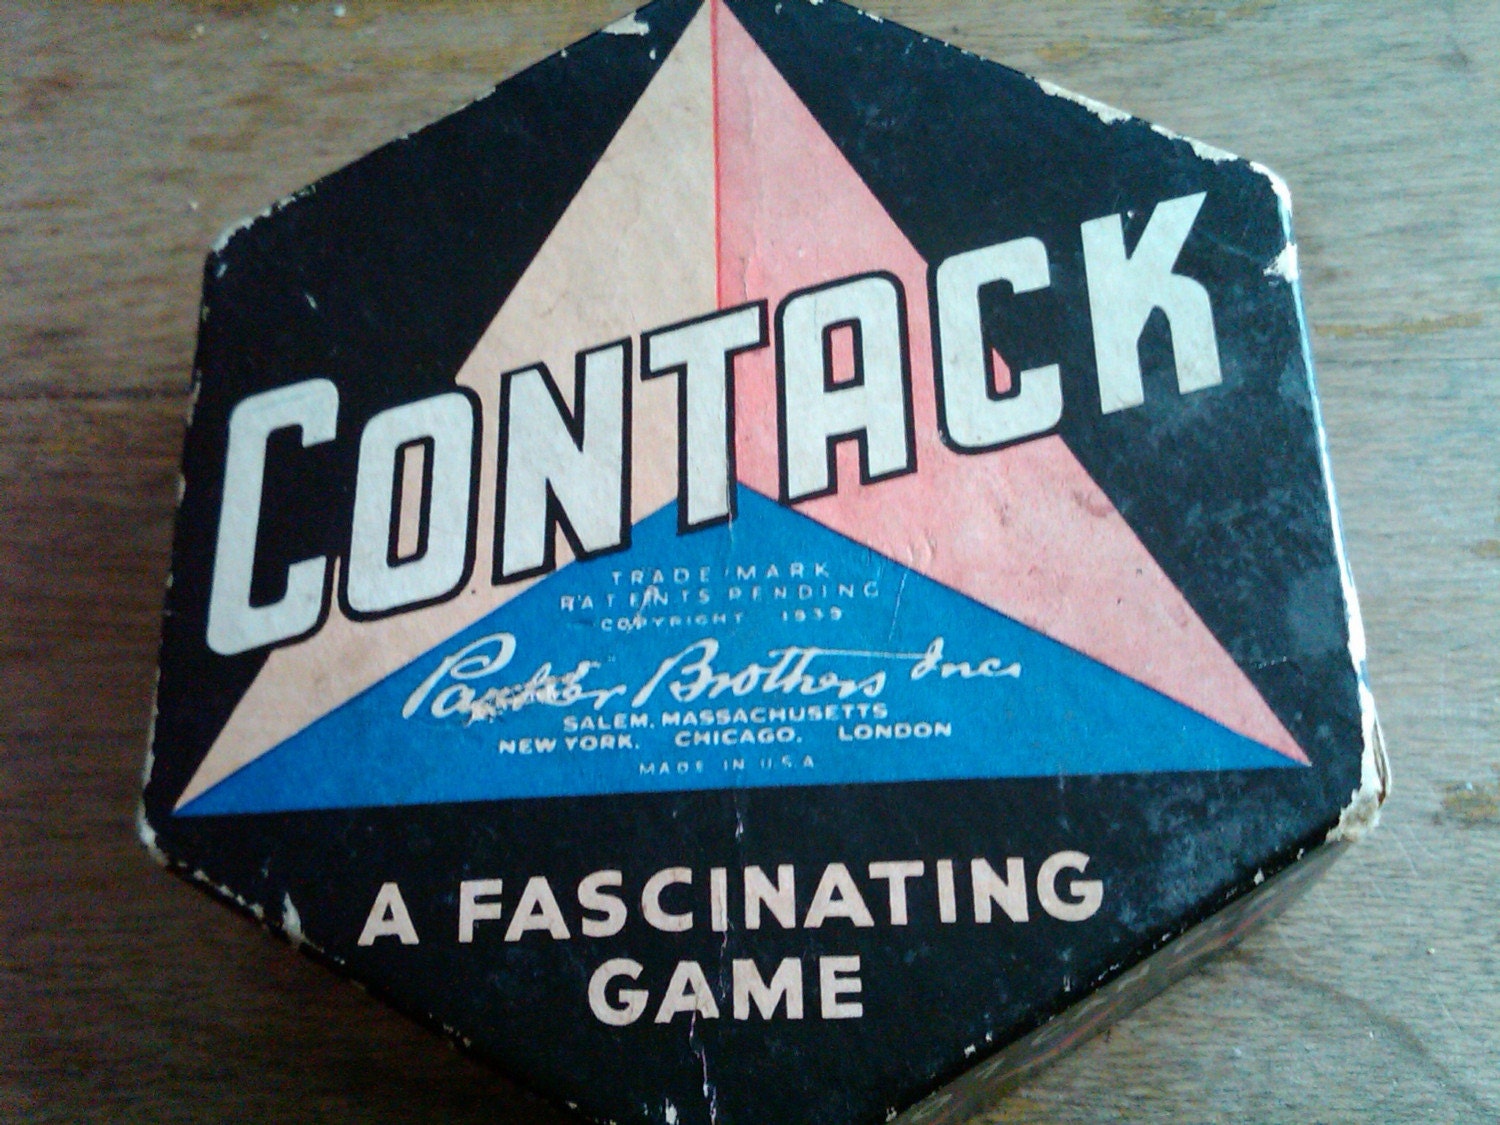 CONTACK
TRADE MARK
PATENTS PENDING
COPYRIGHT 1939
Parker Brothers Inc.
SALEM, MASSACHUSETTS
NEW YORK. CHICAGO. LONDON
MADE IN U.S.A
A FASCINATING
GAME